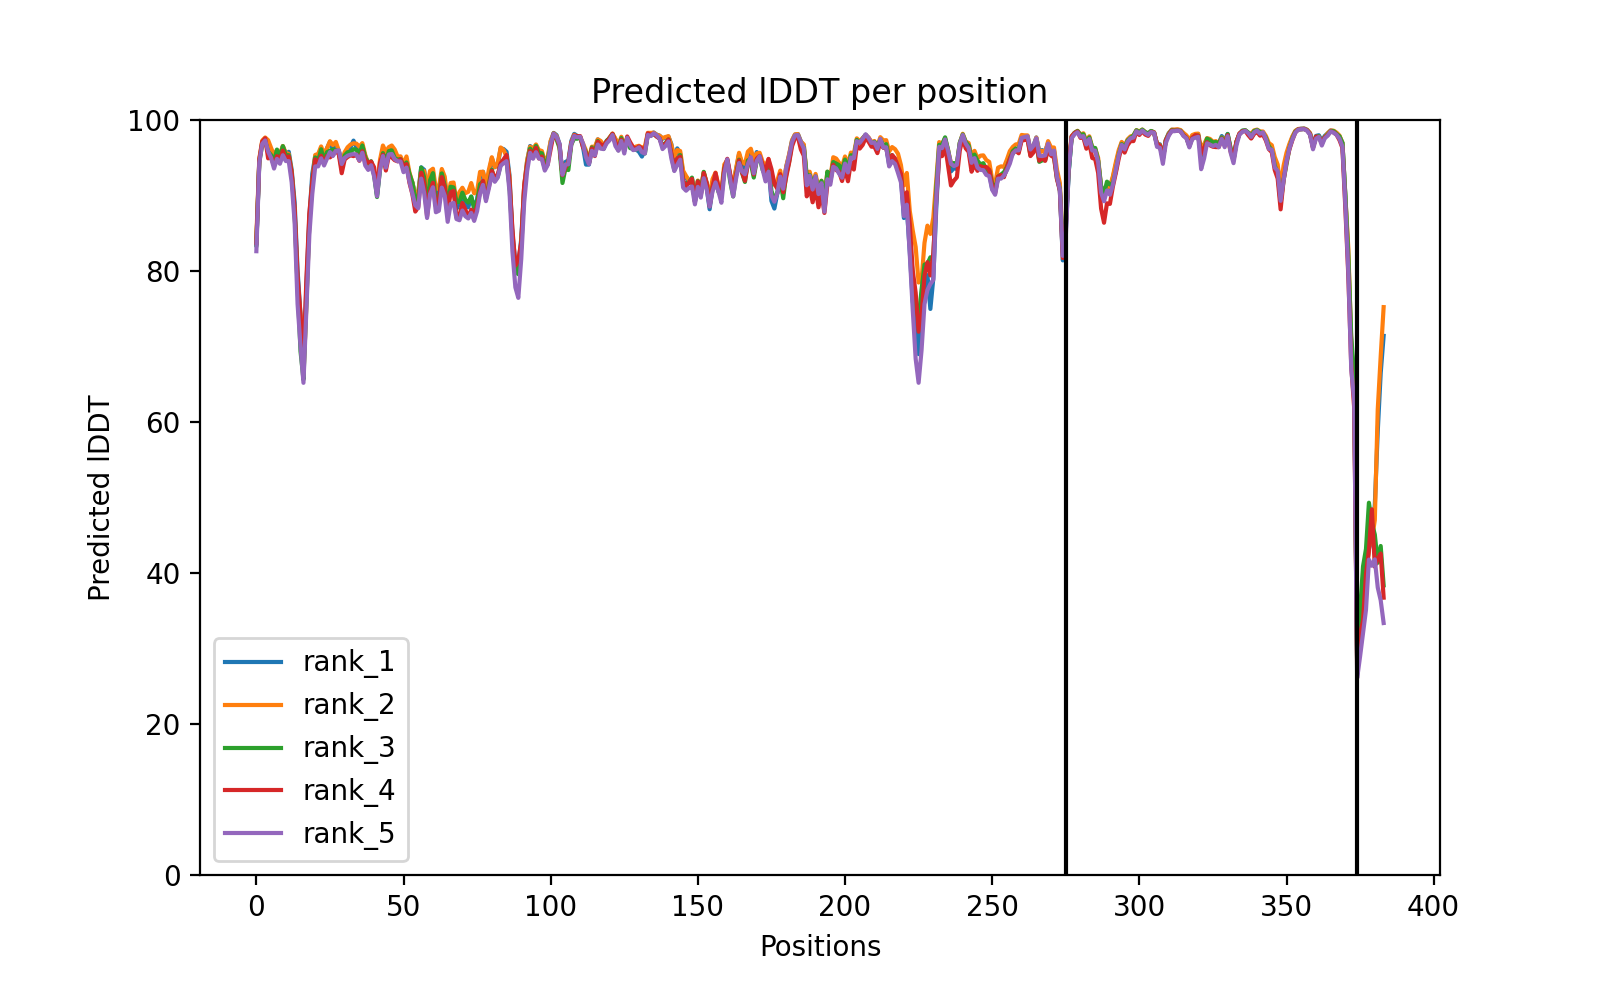 Predicted lDDT per position
100
80
60
40
20
0
Predicted lDDT
rank_1
rank_2
rank_3
rank_4
rank_5
0 50 100 150 200 250 300 350 400
Positions